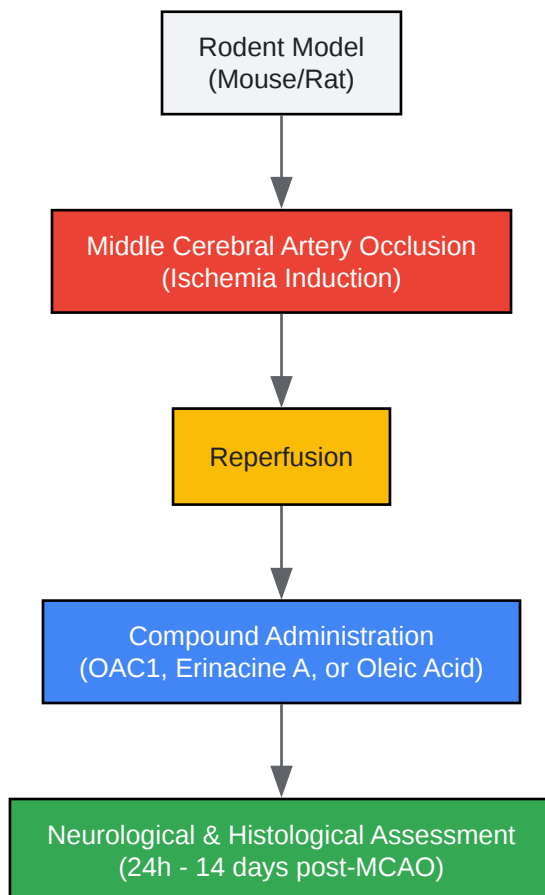 Rodent Model
(Mouse/Rat)
Middle Cerebral Artery Occlusion
(Ischemia Induction)
Reperfusion
Compound Administration
(OAC1, Erinacine A, or Oleic Acid)
Neurological & Histological Assessment
(24h - 14 days post-MCAO)